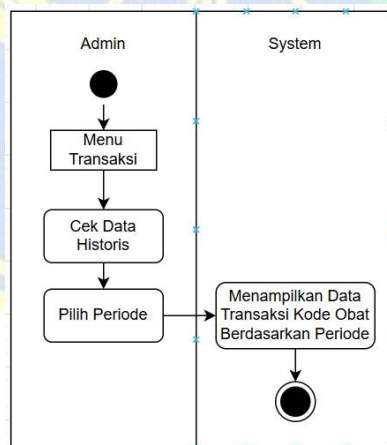 Admin
System
Menu
Transaksi
Cek Data
Historis
Pilih Periode
Menampilkan Data
Transaksi Kode Obat
Berdasarkan Periode